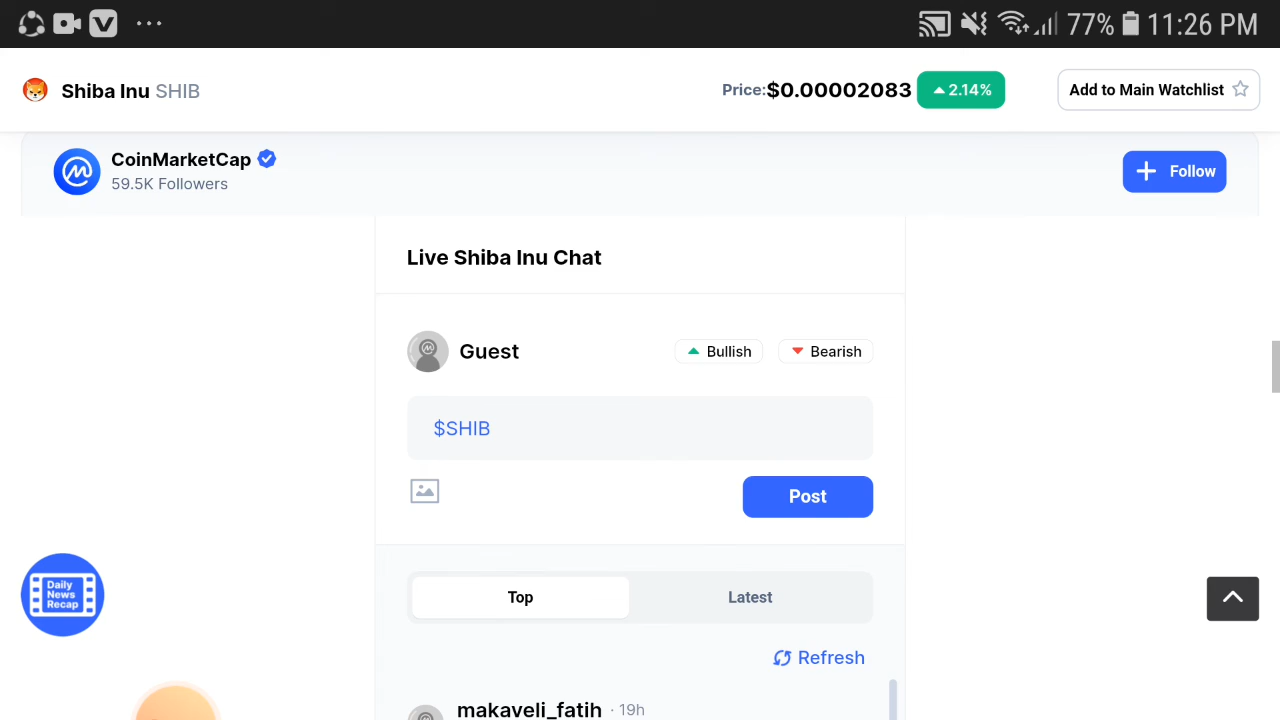 77% 11:26 PM
Shiba Inu SHIB
Price:$0.00002083 2.14%
Add to Main Watchlist
CoinMarketCap
59.5K Followers
Follow
Live Shiba Inu Chat
Guest
Bullish
Bearish
$SHIB
Post
Daily
News
Recap
Top
Latest
Refresh
makaveli_fatih · 19h